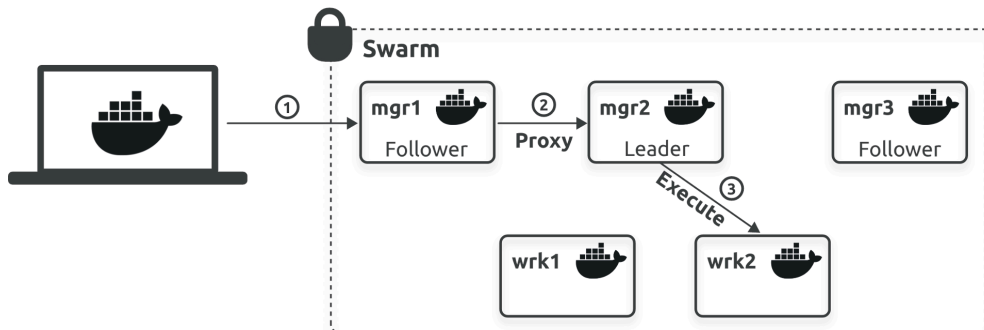 Swarm
1
mgr1
Follower
2
Proxy
mgr2
Leader
mgr3
Follower
3
Execute
wrk1
wrk2